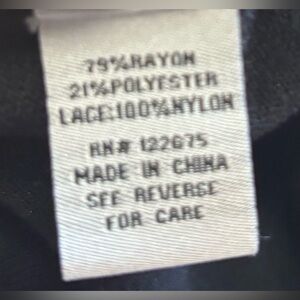 79%RAYON
21%POLYESTER
LACE:100%NYLON
RN# 122675
MADE IN CHINA
SEE REVERSE
FOR CARE